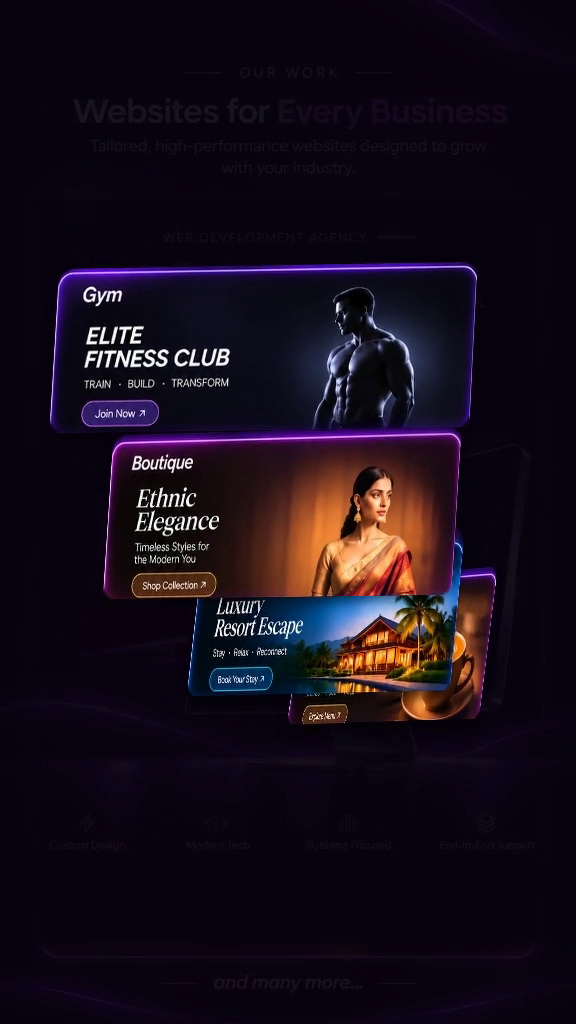 OUR WORK
Websites for Every Business
Tailored, high-performance websites designed to grow
with your industry.
WEB DEVELOPMENT AGENCY
Gym
ELITE
FITNESS CLUB
TRAIN · BUILD · TRANSFORM
Join Now ↗
Boutique
Ethnic
Elegance
Timeless Styles for
the Modern You
Shop Collection ↗
Luxury
Resort Escape
Stay · Relax · Reconnect
Book Your Stay ↗
Explore Menu ↗
Custom Design
Modern Tech
Business Focused
End-to-End Support
and many more...